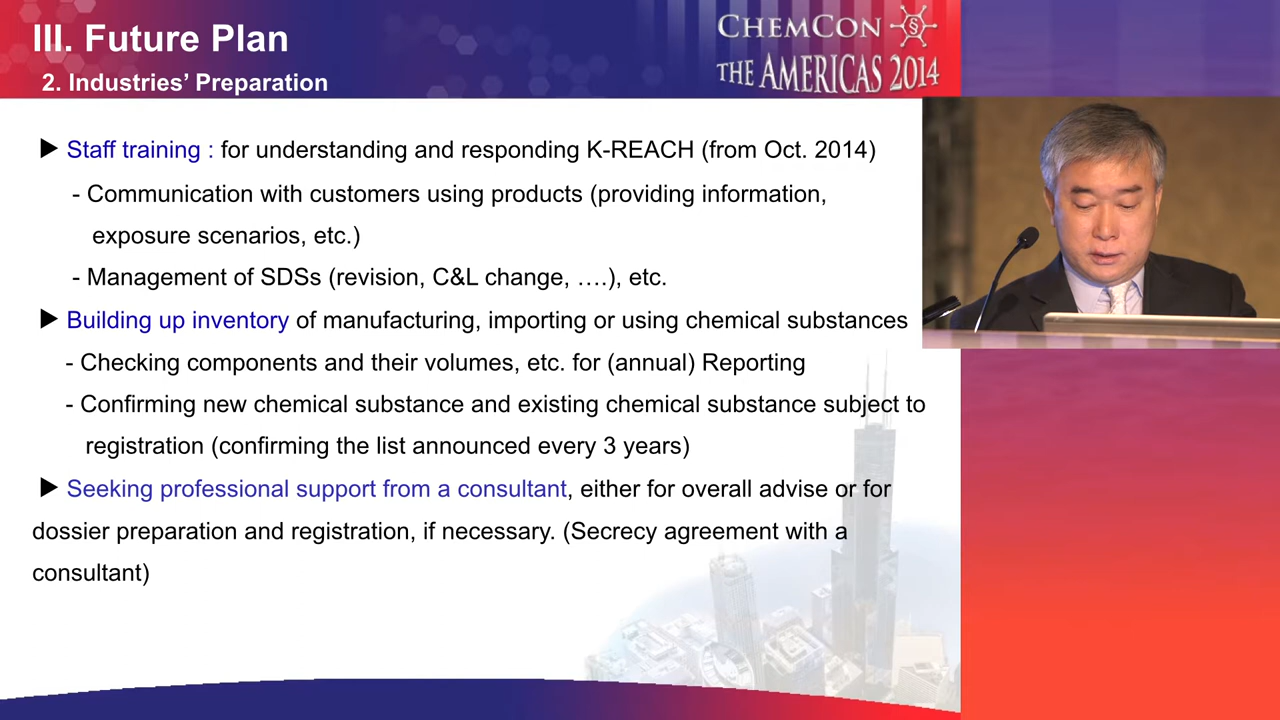 III. Future Plan
2. Industries’ Preparation
CHEMCON §
THE AMERICAS 2014
▶ Staff training : for understanding and responding K-REACH (from Oct. 2014)
- Communication with customers using products (providing information,
exposure scenarios, etc.)
- Management of SDSs (revision, C&L change, ….), etc.
▶ Building up inventory of manufacturing, importing or using chemical substances
- Checking components and their volumes, etc. for (annual) Reporting
- Confirming new chemical substance and existing chemical substance subject to
registration (confirming the list announced every 3 years)
▶ Seeking professional support from a consultant, either for overall advise or for
dossier preparation and registration, if necessary. (Secrecy agreement with a
consultant)